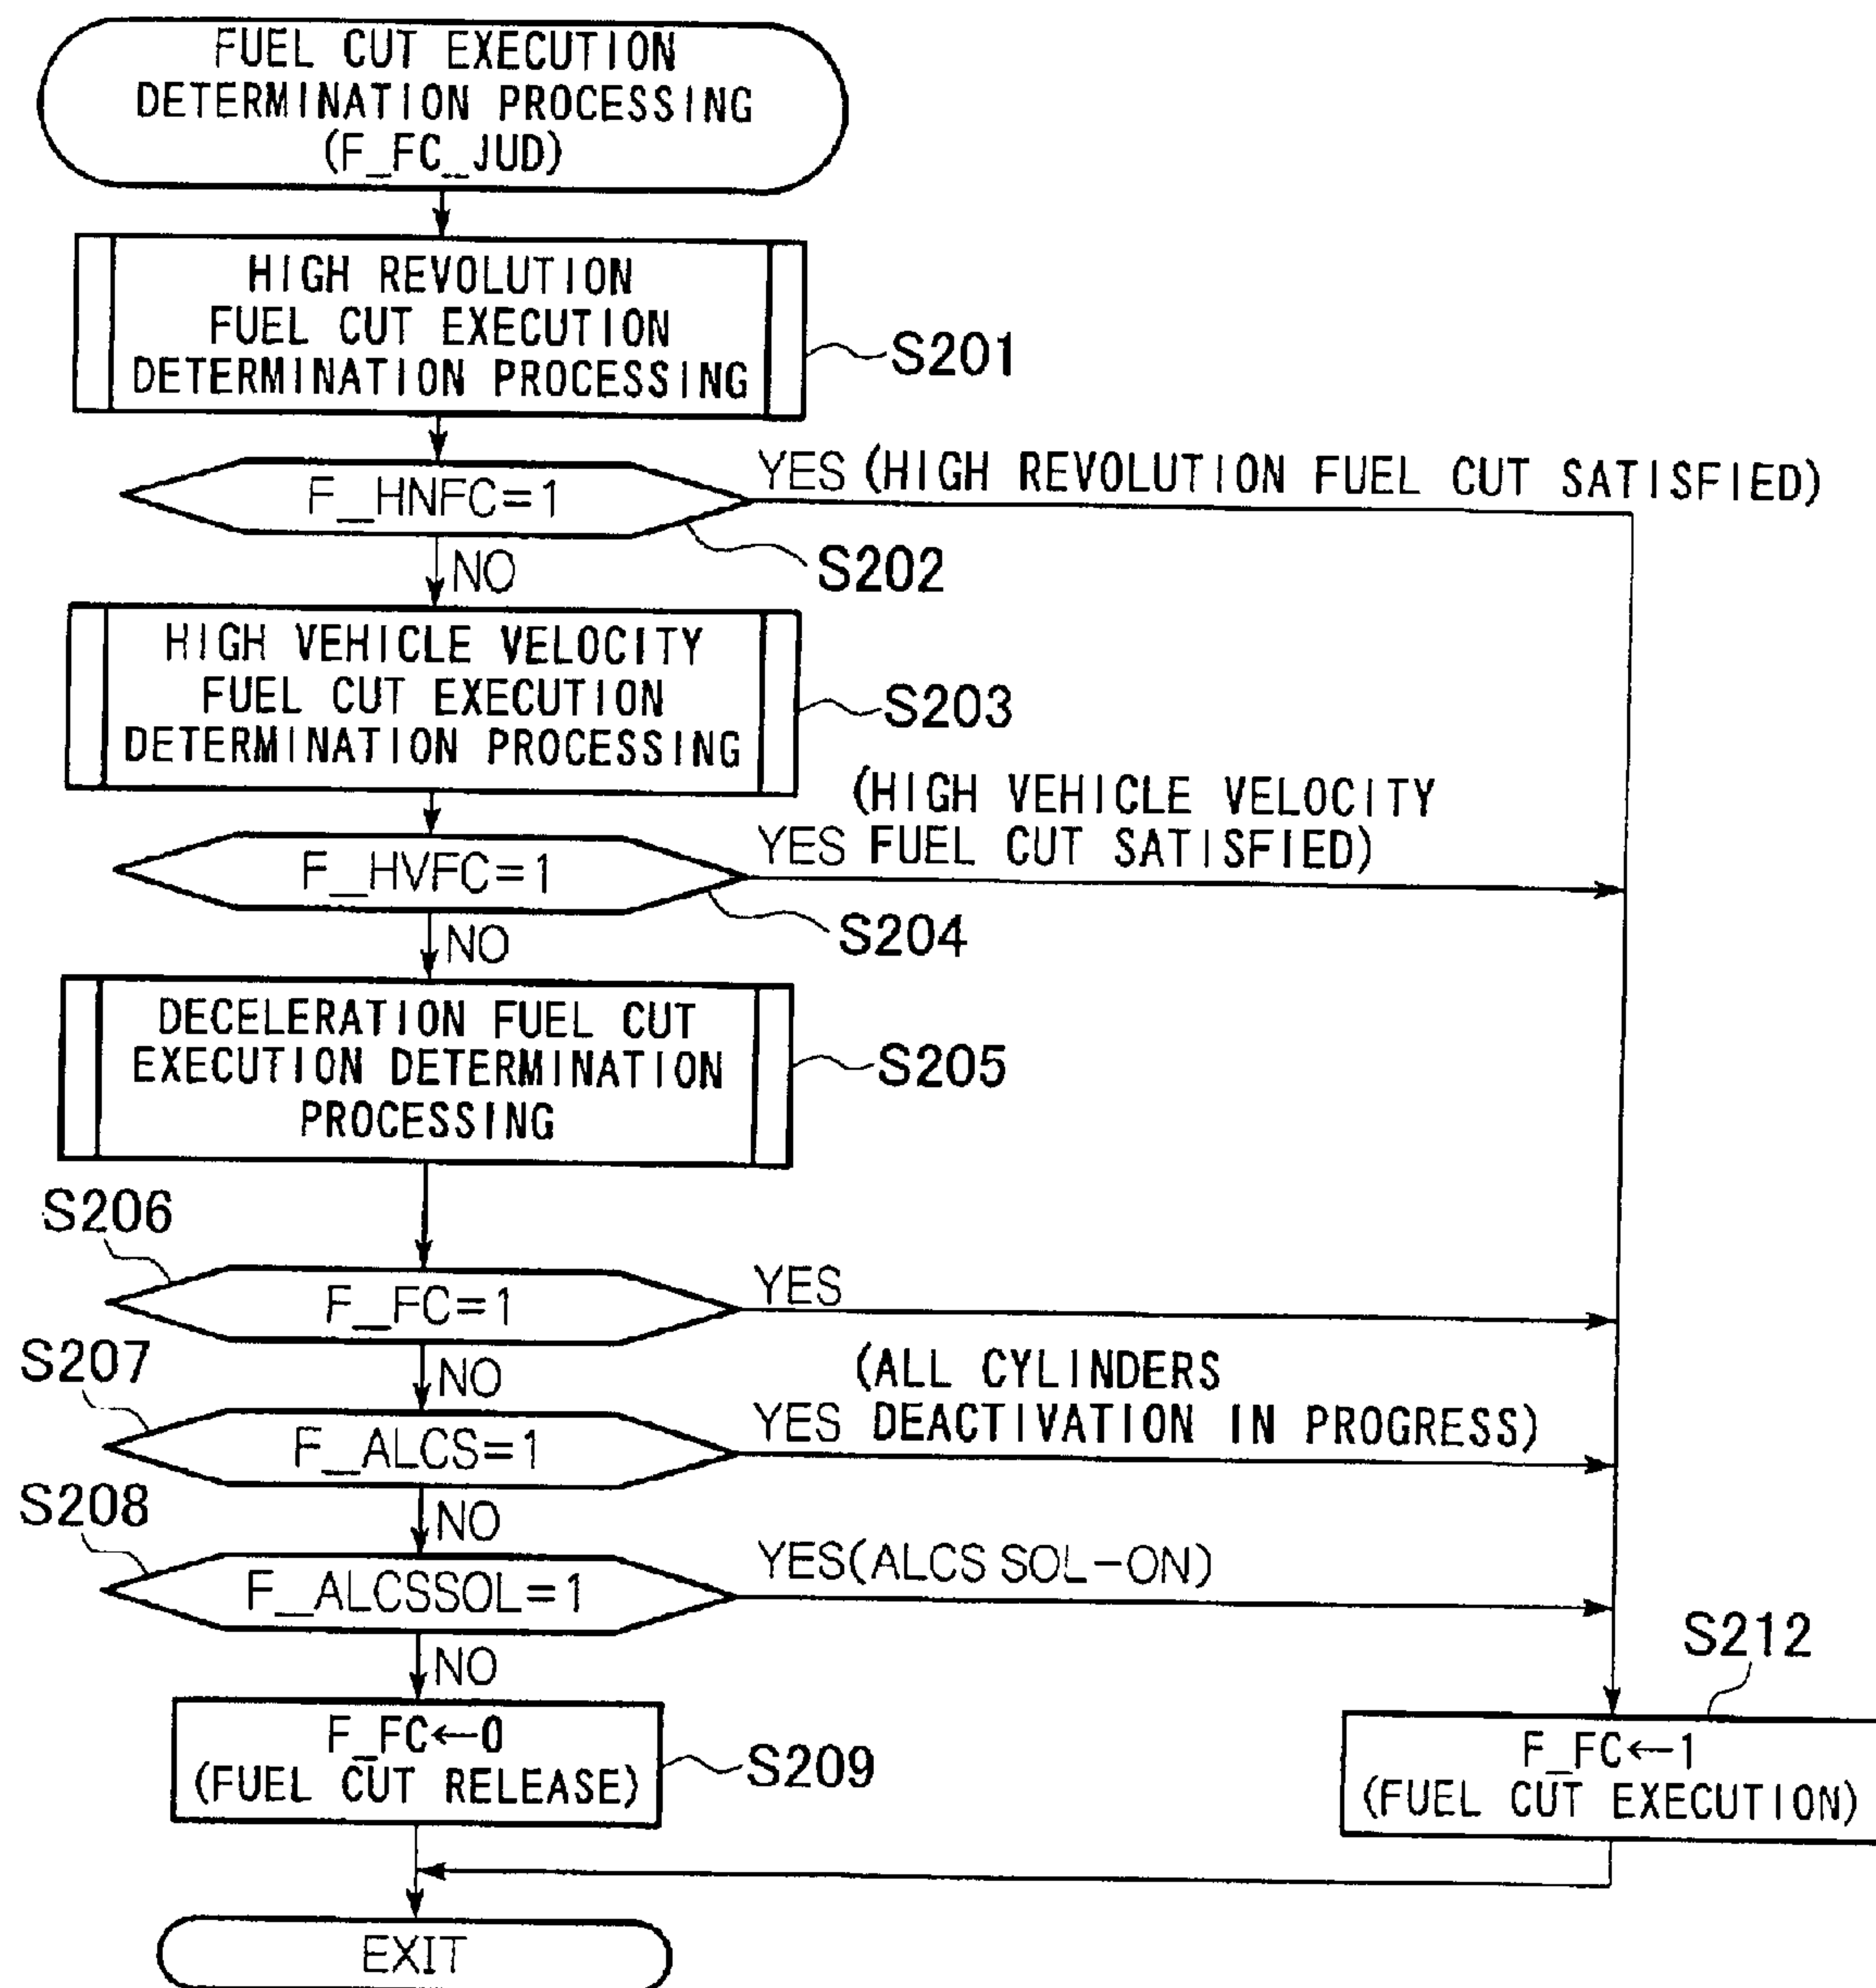 FUEL CUT EXECUTION
DETERMINATION PROCESSING
(F_FC_JUD)
HIGH REVOLUTION
FUEL CUT EXECUTION
DETERMINATION PROCESSING
S201
F_HNFC=1
YES (HIGH REVOLUTION FUEL CUT SATISFIED)
S202
NO
HIGH VEHICLE VELOCITY
FUEL CUT EXECUTION
DETERMINATION PROCESSING
S203
(HIGH VEHICLE VELOCITY
YES FUEL CUT SATISFIED)
F_HVFC=1
S204
NO
DECELERATION FUEL CUT
EXECUTION DETERMINATION
PROCESSING
S205
S206
F_FC=1
YES
NO
S207
(ALL CYLINDERS
YES DEACTIVATION IN PROGRESS)
F_ALCS=1
NO
S208
YES(ALCS SOL-ON)
F_ALCSSOL=1
NO
S212
F_FC←0
(FUEL CUT RELEASE)
S209
F_FC←1
(FUEL CUT EXECUTION)
EXIT